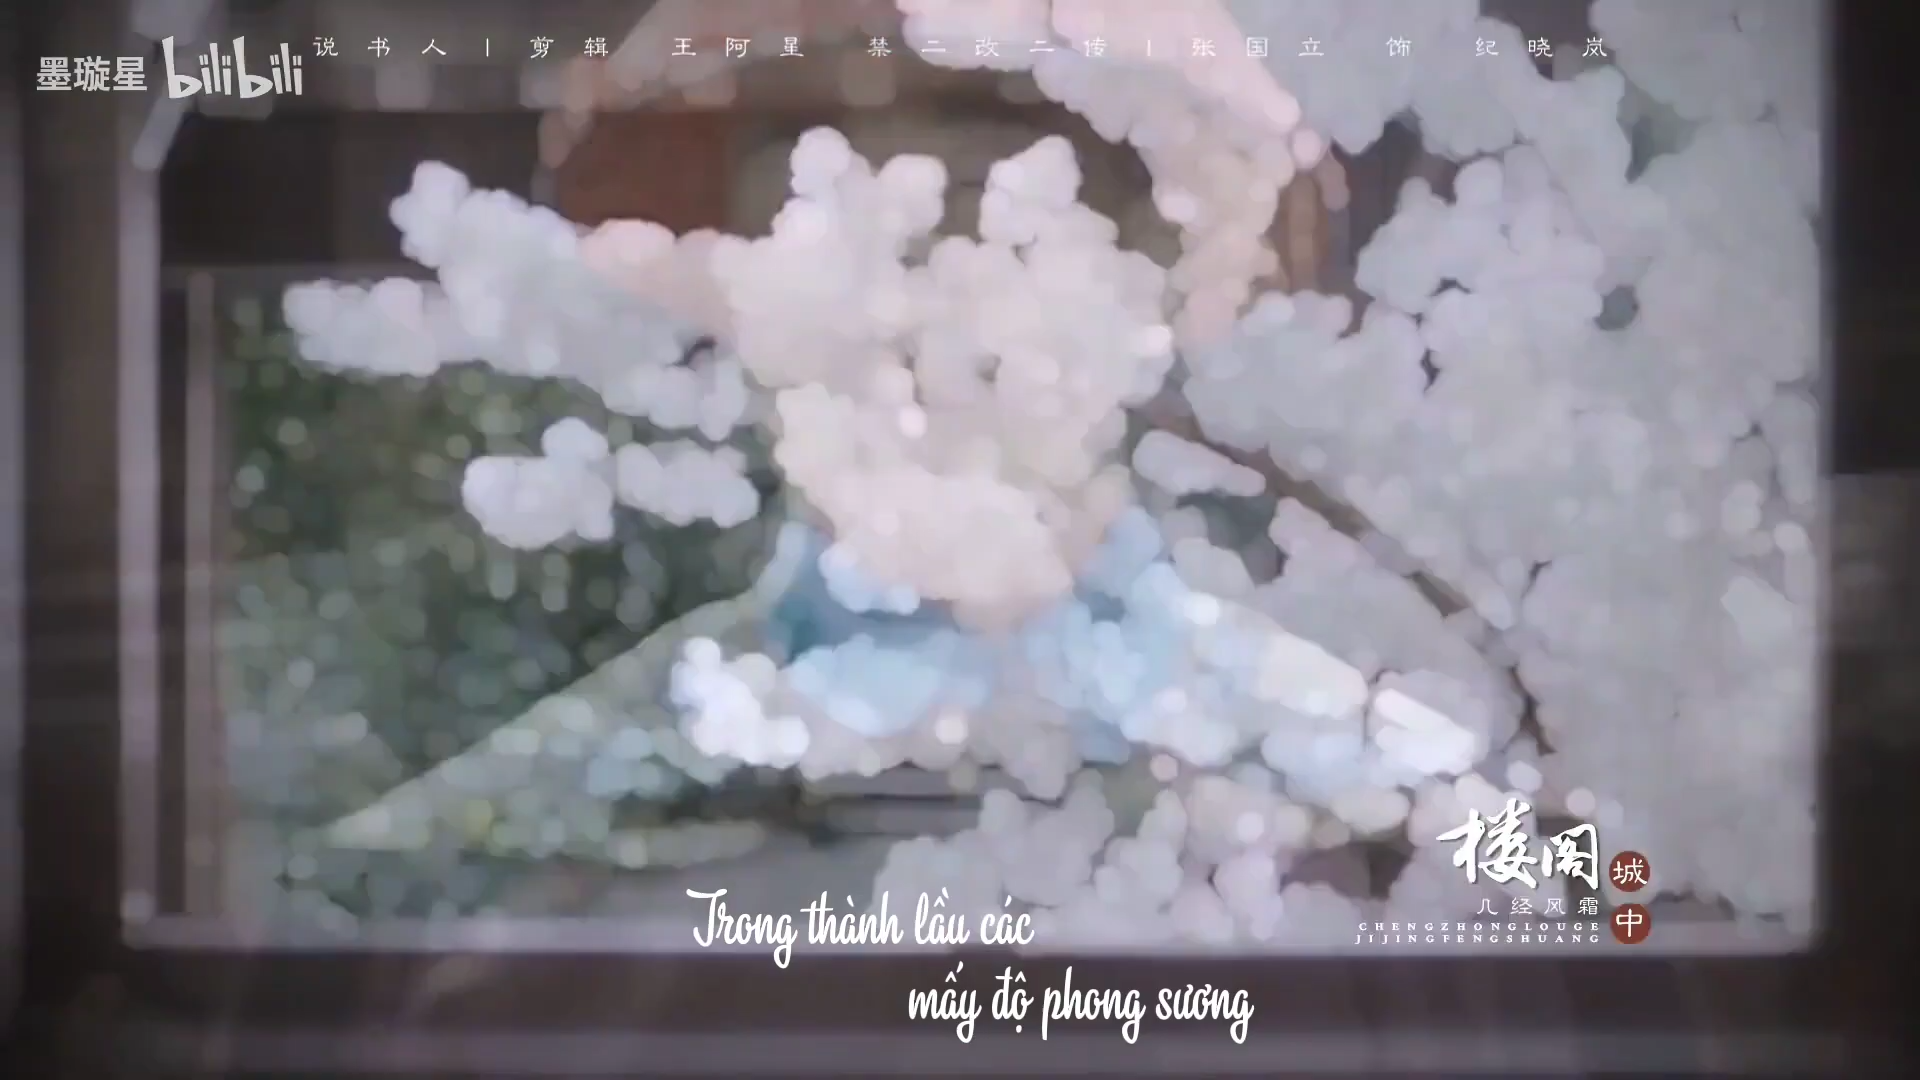 说书人 | 剪辑 王阿星 禁二改二传 | 张国立 饰 纪晓岚
墨璇星 bilibili
楼阁
城中
几经风霜
CHENGZHONGLOUGE
JIJINGFENGSHUANG
Trong thành lầu các
mấy độ phong sương